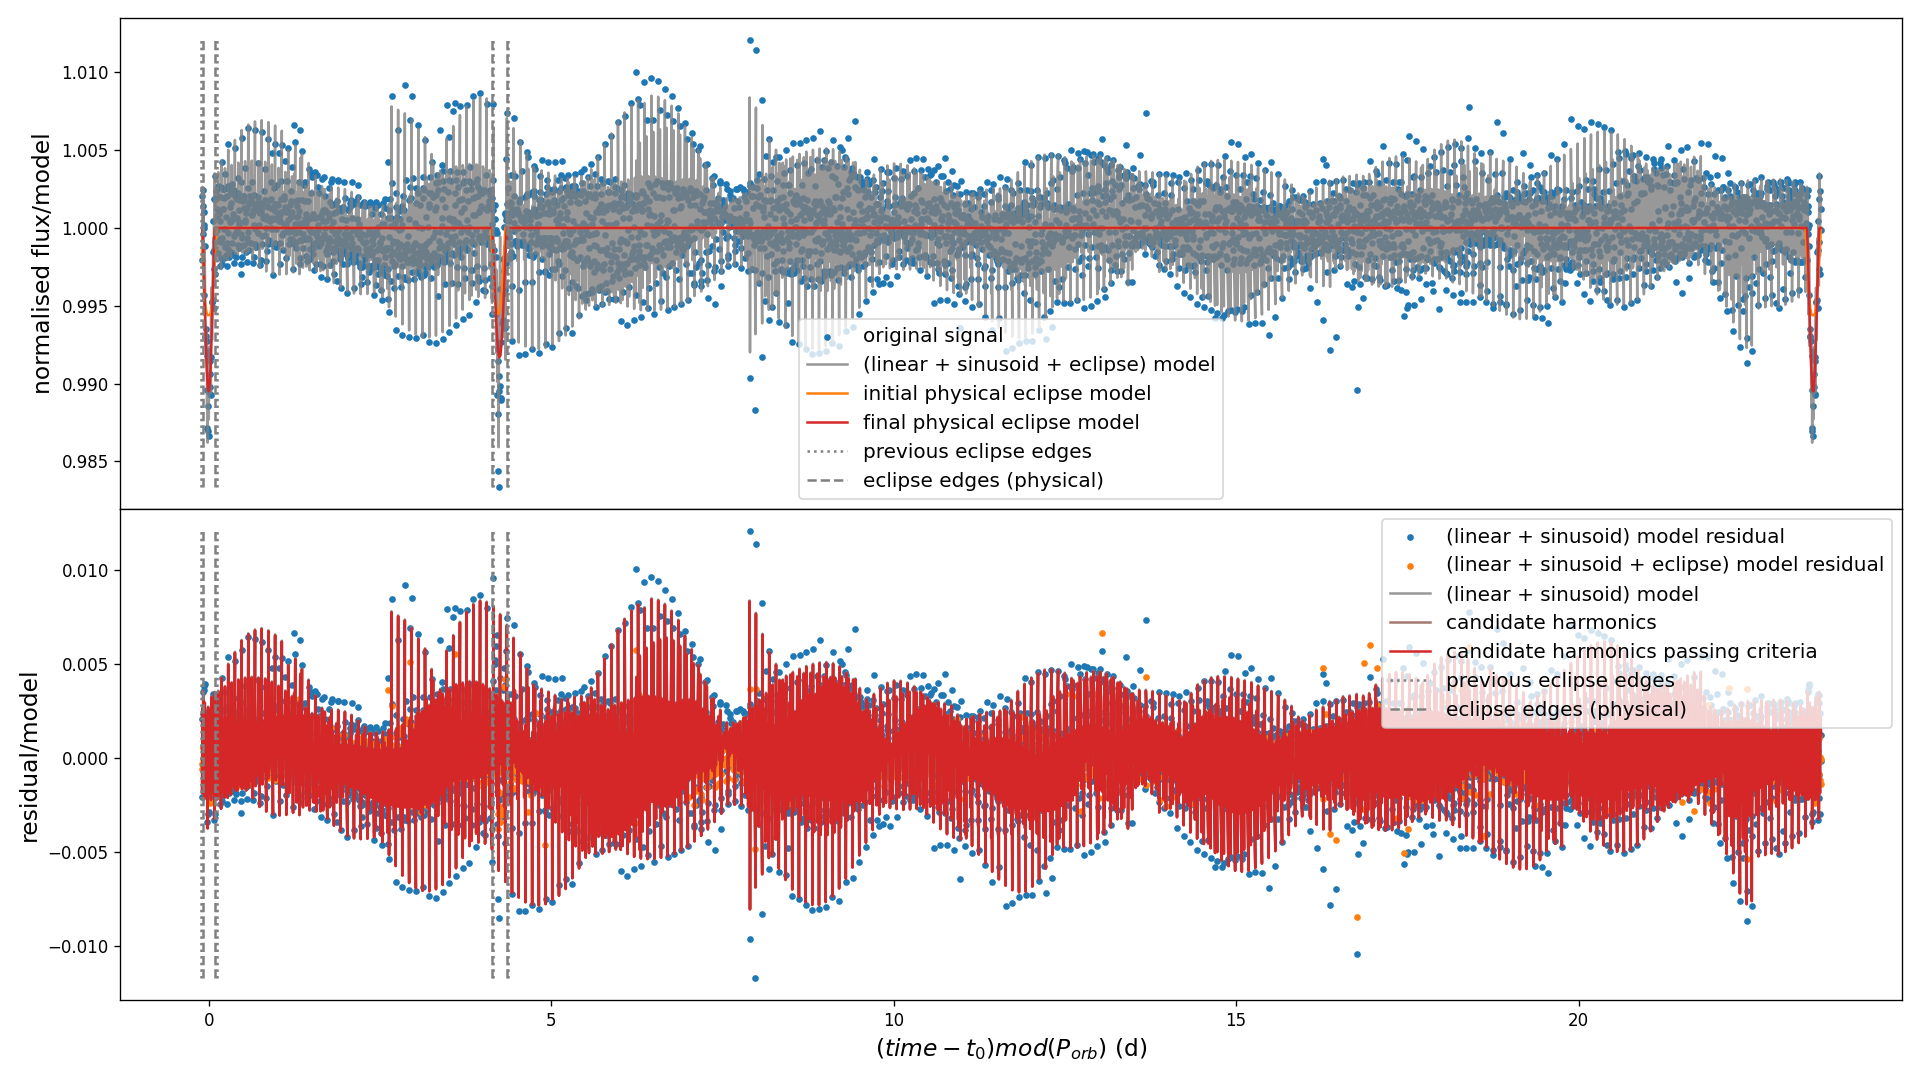 normalised flux/model
1.010
1.005
1.000
0.995
0.990
0.985
original signal
(linear + sinusoid + eclipse) model
initial physical eclipse model
final physical eclipse model
previous eclipse edges
eclipse edges (physical)
residual/model
0.010
0.005
0.000
−0.005
−0.010
(linear + sinusoid) model residual
(linear + sinusoid + eclipse) model residual
(linear + sinusoid) model
candidate harmonics
candidate harmonics passing criteria
previous eclipse edges
eclipse edges (physical)
0 5 10 15 20
(time − t₀)mod(Pₒᵣb) (d)